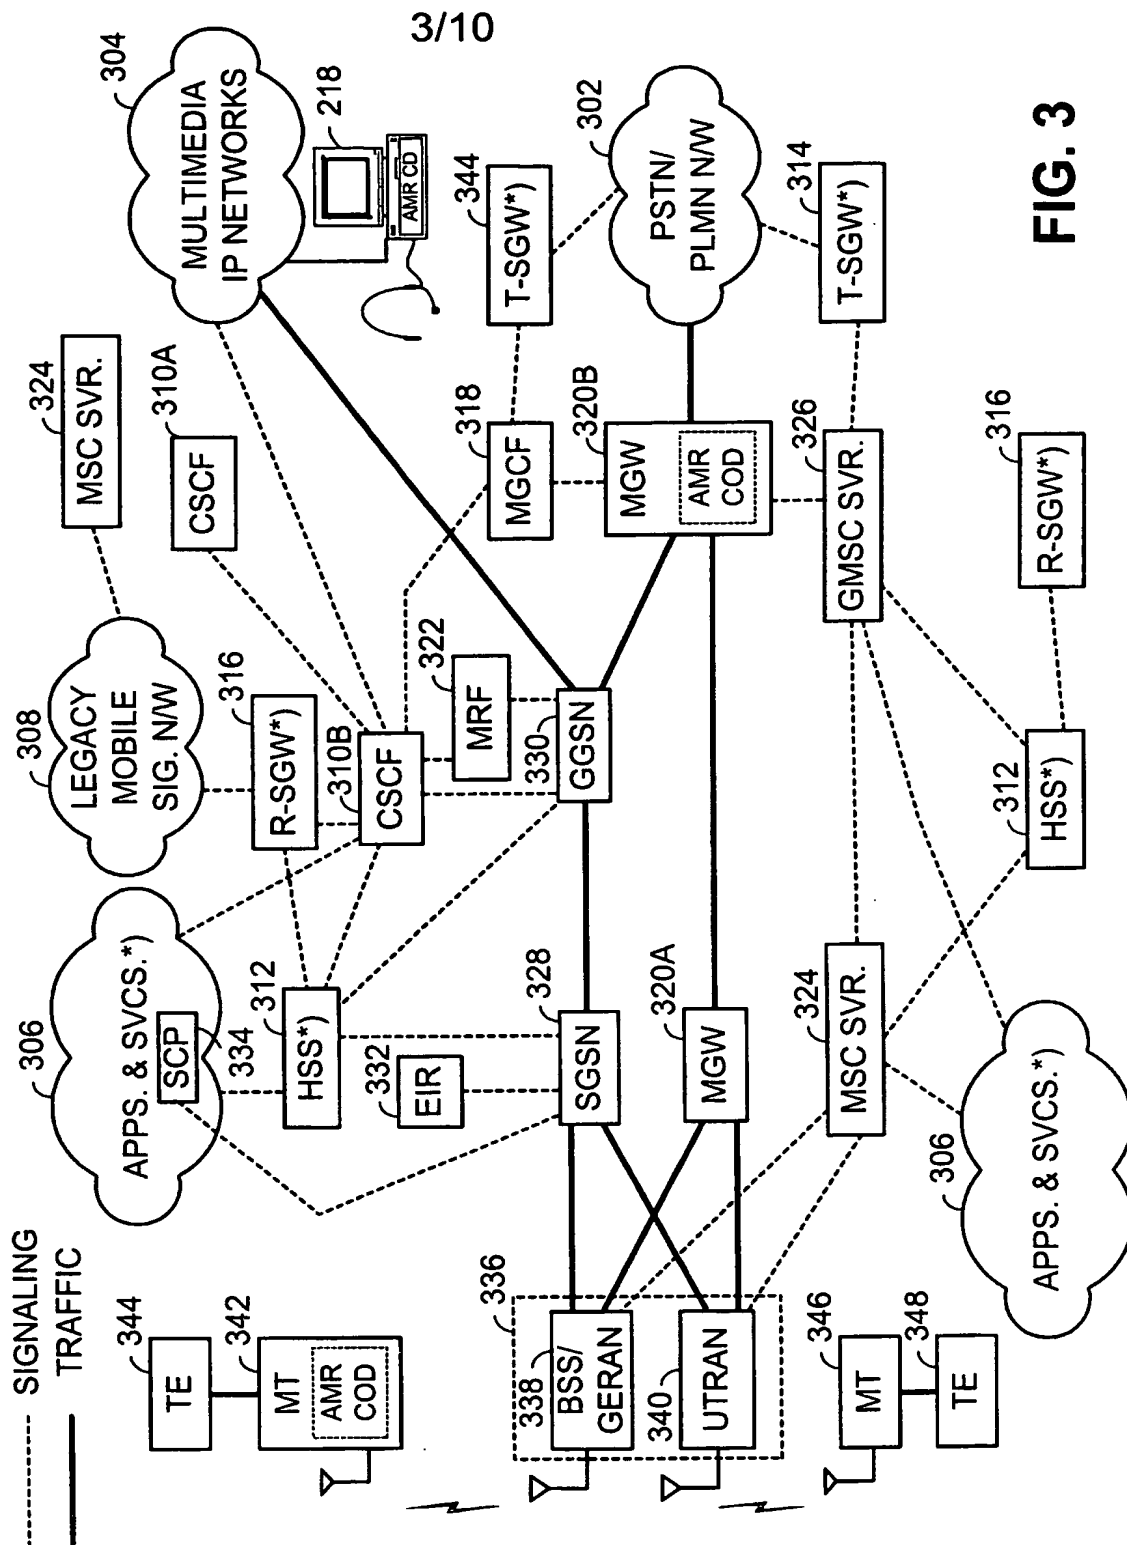 3/10
SIGNALING
TRAFFIC
304
MULTIMEDIA
IP NETWORKS
218
AMR CD
324
MSC SVR.
310A
CSCF
308
LEGACY
MOBILE
SIG. N/W
316
R-SGW*)
310B
CSCF
306
APPS. & SVCS.*)
SCP
334
312
HSS*)
332
EIR
322
MRF
318
MGCF
344
T-SGW*)
302
PSTN/
PLMN N/W
320B
MGW
AMR
COD
330
GGSN
328
SGSN
320A
MGW
344
TE
342
MT
AMR
COD
336
338
BSS/
GERAN
340
UTRAN
346
MT
348
TE
324
MSC SVR.
306
APPS. & SVCS.*)
312
HSS*)
326
GMSC SVR.
314
T-SGW*)
316
R-SGW*)
FIG. 3